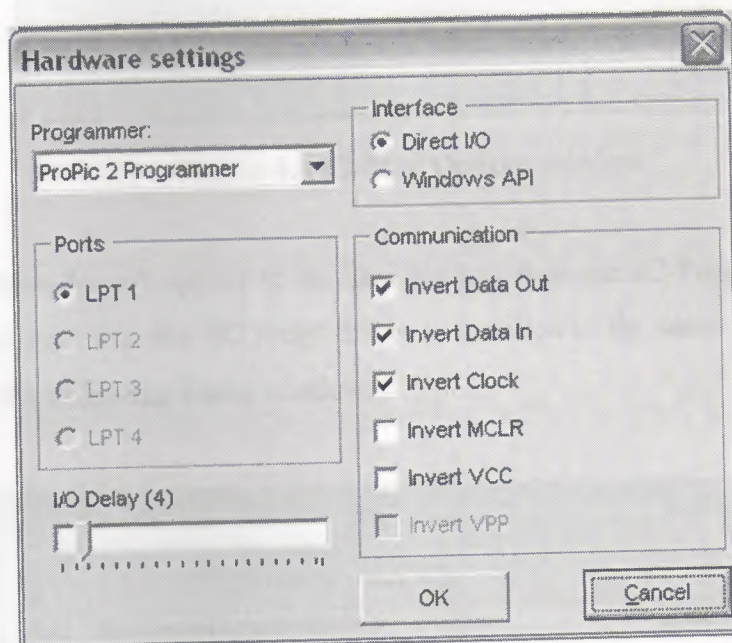 Hardware settings
Programmer:
ProPic 2 Programmer
Interface
Direct I/O
Windows API
Ports
LPT 1
LPT 2
LPT 3
LPT 4
I/O Delay (4)
Communication
Invert Data Out
Invert Data In
Invert Clock
Invert MCLR
Invert VCC
Invert VPP
OK
Cancel